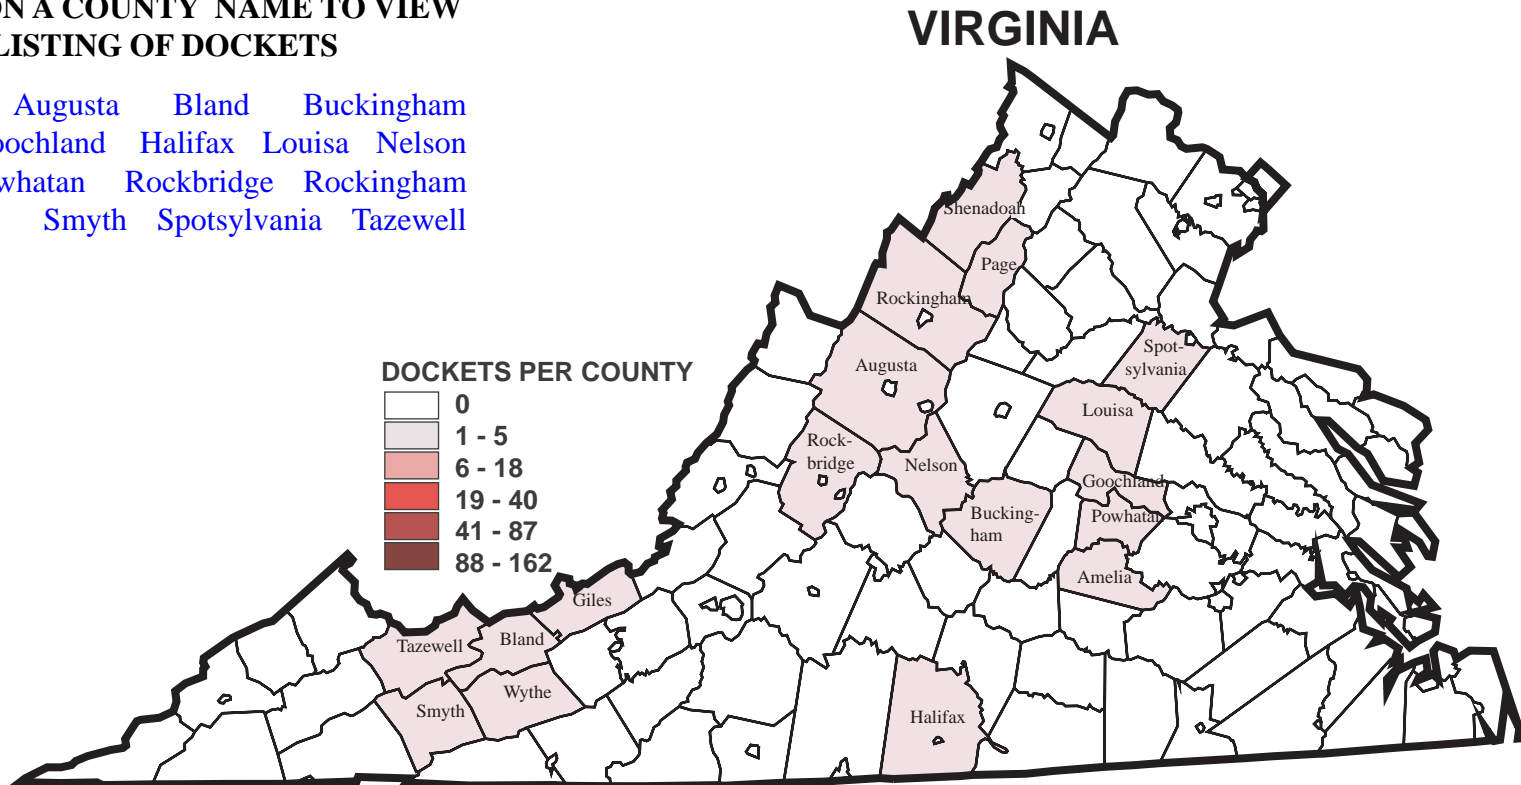 VIRGINIA
ON A COUNTY NAME TO VIEW
LISTING OF DOCKETS
Augusta Bland Buckingham
oochland Halifax Louisa Nelson
whatan Rockbridge Rockingham
Smyth Spotsylvania Tazewell
DOCKETS PER COUNTY
0
1 - 5
6 - 18
19 - 40
41 - 87
88 - 162
Shenadoah
Page
Rockingham
Augusta
Spot-
sylvania
Louisa
Rock-
bridge
Nelson
Goochland
Bucking-
ham
Powhatan
Amelia
Giles
Bland
Tazewell
Wythe
Smyth
Halifax